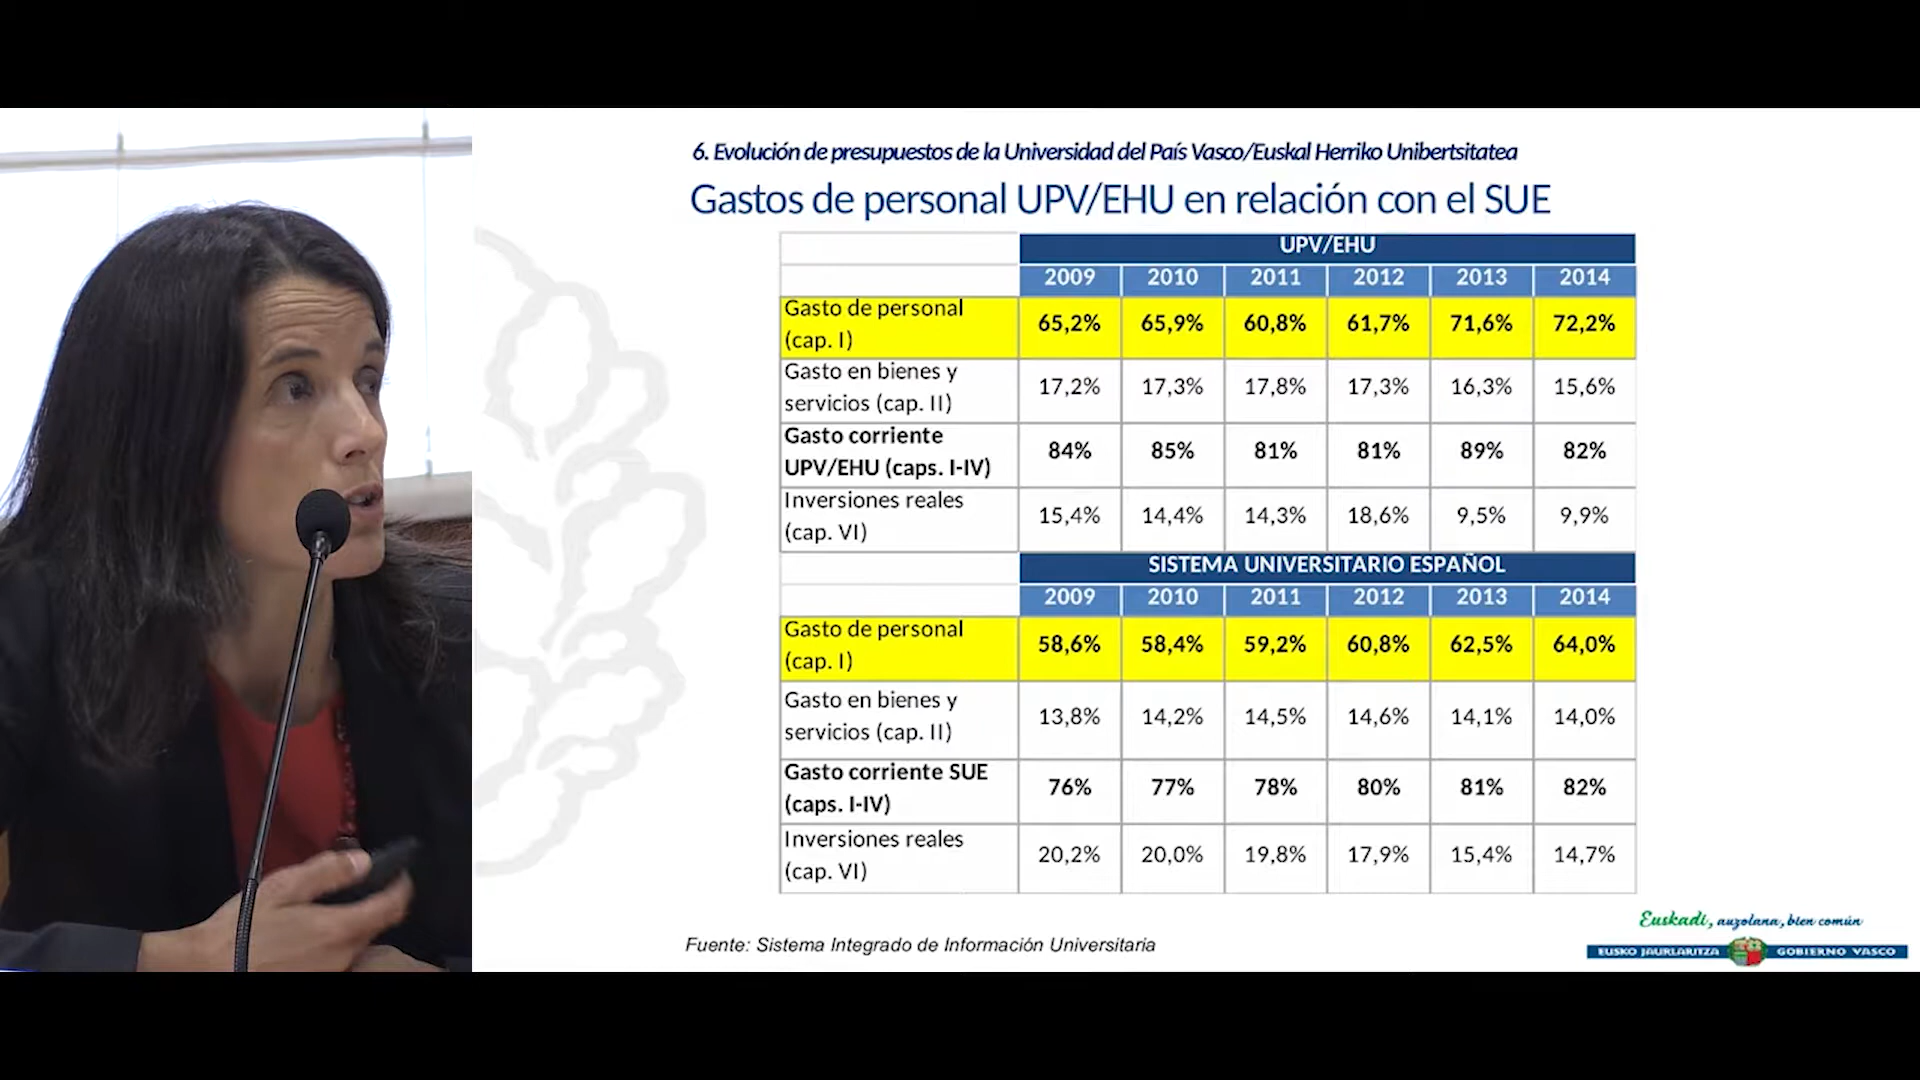 6. Evolución de presupuestos de la Universidad del País Vasco/Euskal Herriko Unibertsitatea
Gastos de personal UPV/EHU en relación con el SUE
UPV/EHU
2009 2010 2011 2012 2013 2014
Gasto de personal
(cap. I) 65,2% 65,9% 60,8% 61,7% 71,6% 72,2%
Gasto en bienes y
servicios (cap. II) 17,2% 17,3% 17,8% 17,3% 16,3% 15,6%
Gasto corriente
UPV/EHU (caps. I-IV) 84% 85% 81% 81% 89% 82%
Inversiones reales
(cap. VI) 15,4% 14,4% 14,3% 18,6% 9,5% 9,9%
SISTEMA UNIVERSITARIO ESPAÑOL
2009 2010 2011 2012 2013 2014
Gasto de personal
(cap. I) 58,6% 58,4% 59,2% 60,8% 62,5% 64,0%
Gasto en bienes y
servicios (cap. II) 13,8% 14,2% 14,5% 14,6% 14,1% 14,0%
Gasto corriente SUE
(caps. I-IV) 76% 77% 78% 80% 81% 82%
Inversiones reales
(cap. VI) 20,2% 20,0% 19,8% 17,9% 15,4% 14,7%
Fuente: Sistema Integrado de Información Universitaria
Euskadi, auzolana, bien común
EUSKO JAURLARITZA GOBIERNO VASCO